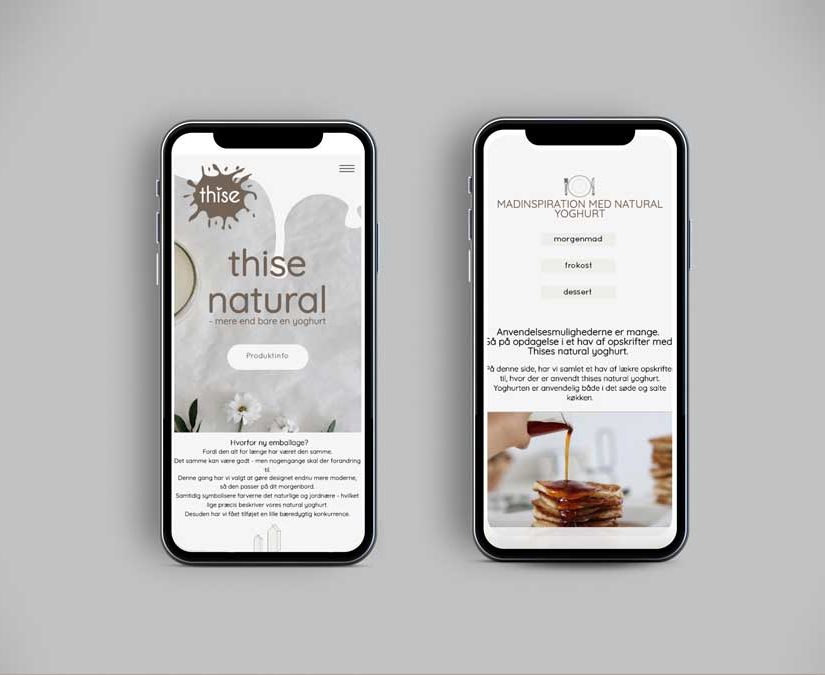 thise
thise
natural
- mere end bare en yoghurt
Produktinfo
Hvorfor ny emballage?
Fordi den alt for længe har været den samme.
Det samme kan være godt - men nogengange skal der forandring
til.
Denne gang har vi valgt at gøre designet endnu mere moderne,
så den passer på dit morgenbord.
Samtidig symbolisere farverne det naturlige og jordnære - hvilket
lige præcis beskriver vores natural yoghurt.
Desuden har vi fået tilføjet en lille bæredygtig konkurrence.
MADINSPIRATION MED NATURAL
YOGHURT
morgenmad
frokost
dessert
Anvendelsesmulighederne er mange.
Gå på opdagelse i et hav af opskrifter med
Thises natural yoghurt.
På denne side, har vi samlet et hav af lækre opskrifte
til, hvor der er anvendt thises natural yoghurt.
Yoghurten er anvendelig både i det søde og salte
køkken.